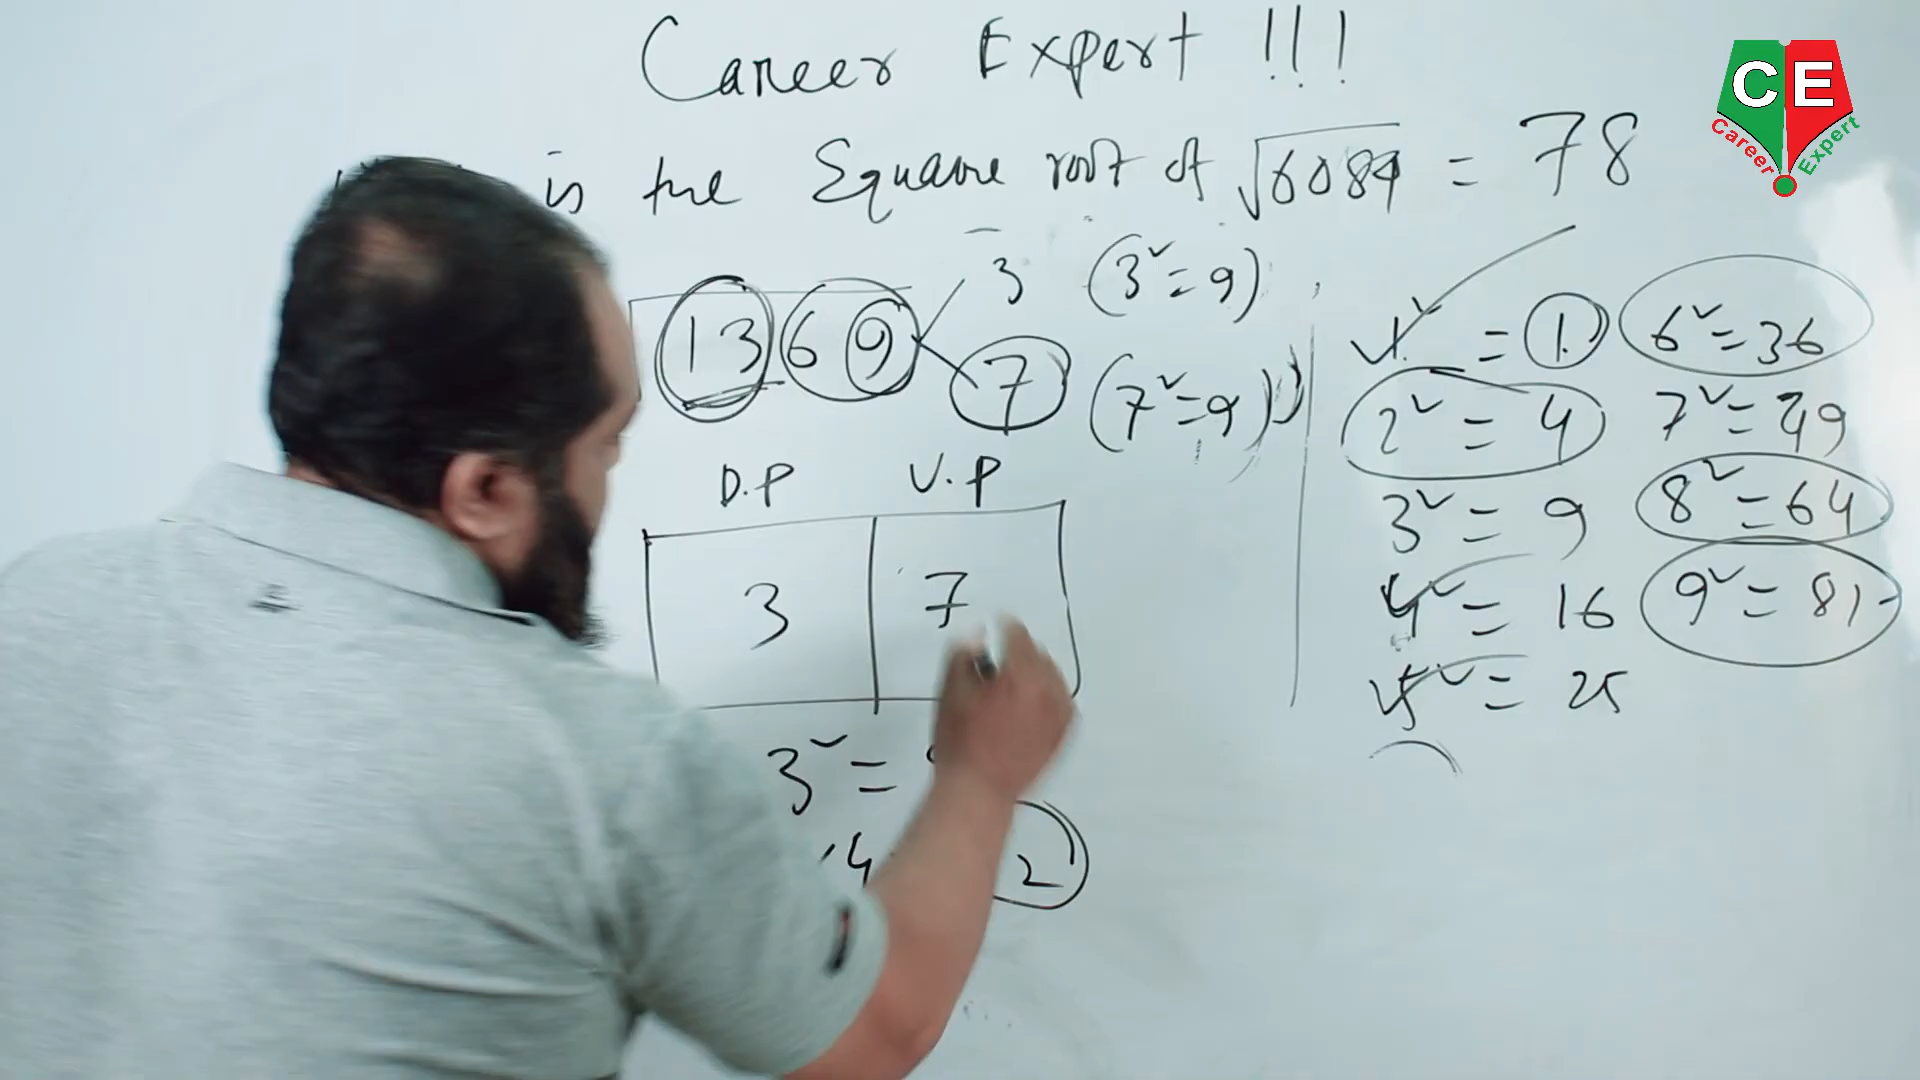 Career Expert !!!
is the Square root of √6084 = 78
1369
3 (3² = 9)
7 (7² = 9)
D.P U.P
3 7
3² =
4
2
1² = 1
2² = 4
3² = 9
4² = 16
5² = 25
6² = 36
7² = 49
8² = 64
9² = 81
CE
Career Expert